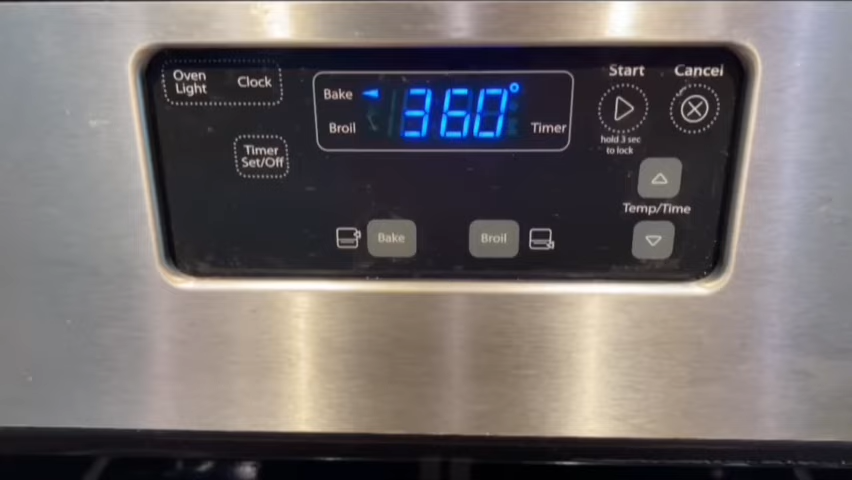 Oven
Light
Clock
Timer
Set/Off
Bake
360°
Broil
Timer
Start
Cancel
hold 3 sec
to lock
Temp/Time
Bake
Broil